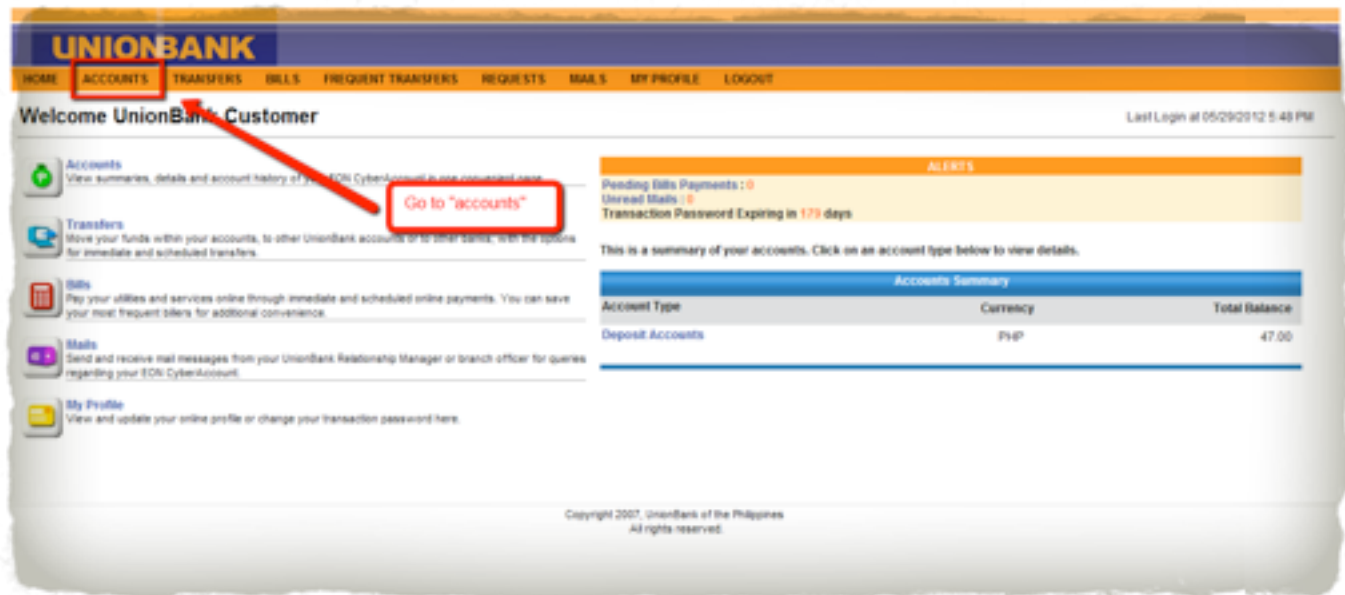 UNIONBANK
HOME ACCOUNTS TRANSFERS BILLS FREQUENT TRANSFERS REQUESTS MAILS MY PROFILE LOGOUT
Welcome UnionBank Customer
Last Login at 05/29/2012 5:48 PM
Accounts
View summaries, details and account history of your EON CyberAccount in one convenient page.
Go to "accounts"
Transfers
Move your funds within your accounts, to other UnionBank accounts or to other banks, with the options
for immediate and scheduled transfers.
Bills
Pay your utilities and services online through immediate and scheduled online payments. You can save
your most frequent billers for additional convenience.
Mails
Send and receive mail messages from your UnionBank Relationship Manager or branch officer for queries
regarding your EON CyberAccount.
My Profile
View and update your online profile or change your transaction password here.
ALERTS
Pending Bills Payments : 0
Unread Mails : 0
Transaction Password Expiring in 179 days
This is a summary of your accounts. Click on an account type below to view details.
Accounts Summary
Account Type Currency Total Balance
Deposit Accounts PHP 47.00
Copyright 2007, UnionBank of the Philippines
All rights reserved.